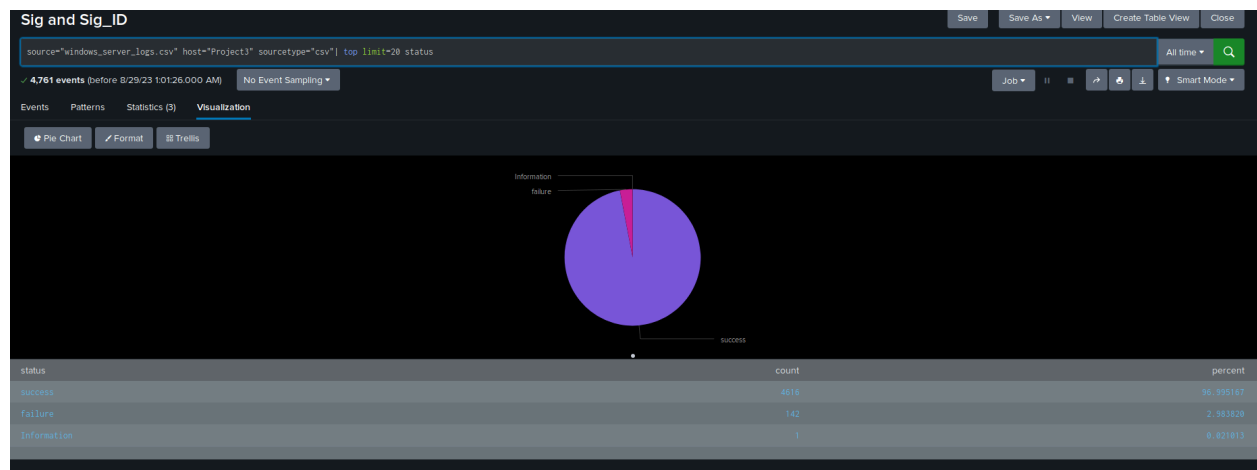 Sig and Sig_ID
Save Save As ▾ View Create Table View Close
source="windows_server_logs.csv" host="Project3" sourcetype="csv"| top limit=20 status
All time ▾
✓ 4,761 events (before 8/29/23 1:01:26.000 AM) No Event Sampling ▾
Job ▾ Smart Mode ▾
Events Patterns Statistics (3) Visualization
Pie Chart Format Trellis
Information
failure
success
status count percent
success 4616 96.995167
failure 142 2.983820
Information 1 0.021013